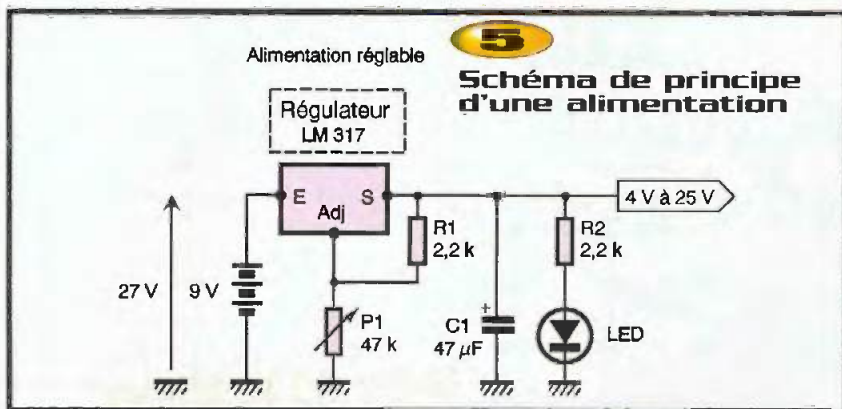 5
Schéma de principe
d'une alimentation
Alimentation réglable
Régulateur
LM 317
E
S
Adj
4 V à 25 V
R1
2,2 k
R2
2,2 k
27 V
9 V
P1
47 k
+
C1
47 µF
LED